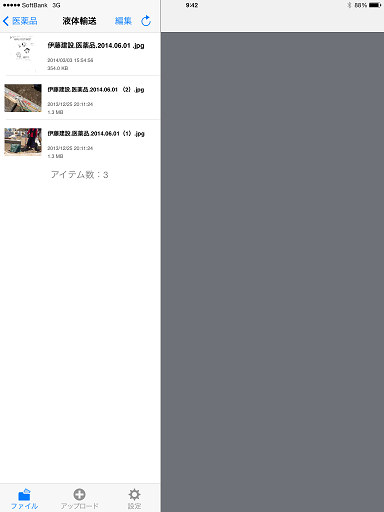 SoftBank 3G 9:42
医薬品 液体輸送 編集
伊藤建設.医薬品.2014.06.01 .jpg
2014/03/03 15:54:58
354.0 KB
伊藤建設.医薬品.2014.06.01 （2）.jpg
2013/12/25 20:11:24
1.3 MB
伊藤建設.医薬品.2014.06.01（1）.jpg
2013/12/25 20:11:24
1.3 MB
アイテム数：3
ファイル アップロード 設定